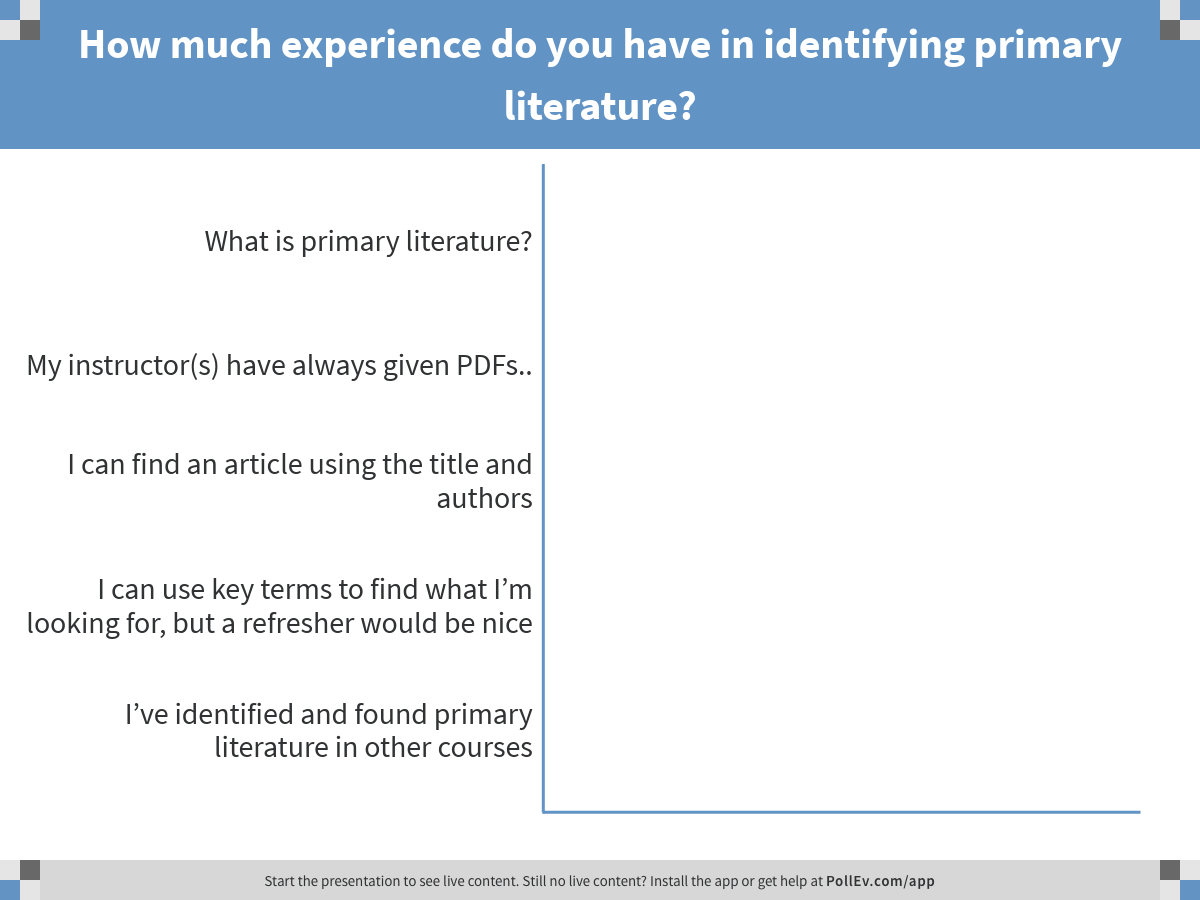 How much experience do you have in identifying primary
literature?
What is primary literature?
My instructor(s) have always given PDFs..
I can find an article using the title and
authors
I can use key terms to find what I’m
looking for, but a refresher would be nice
I’ve identified and found primary
literature in other courses
Start the presentation to see live content. Still no live content? Install the app or get help at PollEv.com/app